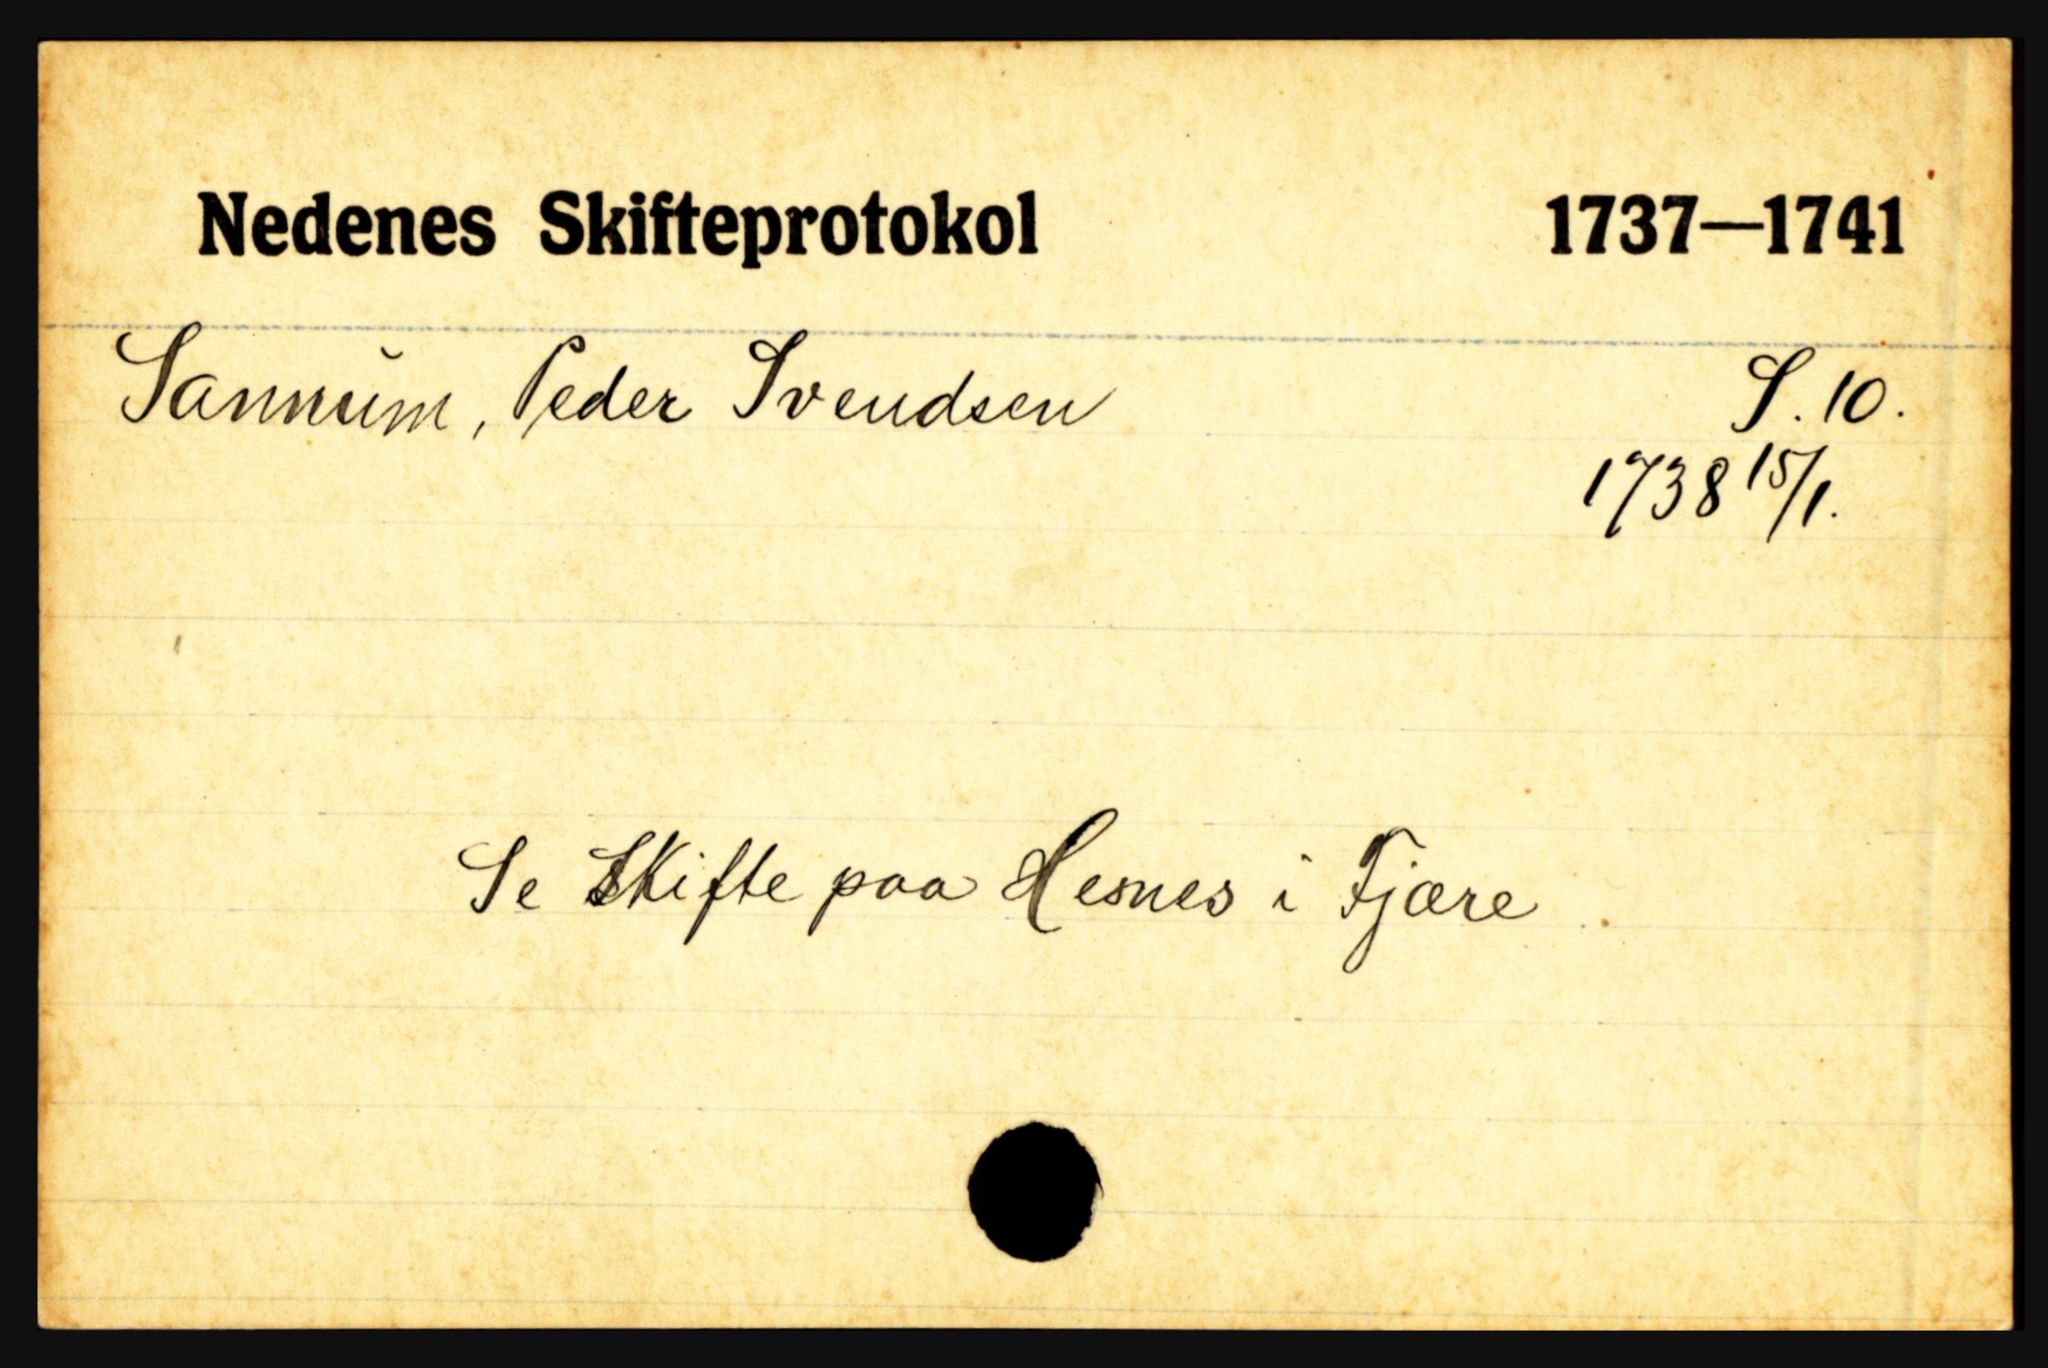 Nedenes Skifteprotokol 1737—1741
Sannum, Peder Svendsen S. 10.
1738 15/1.
Se Skifte paa Hesnes i Fjære